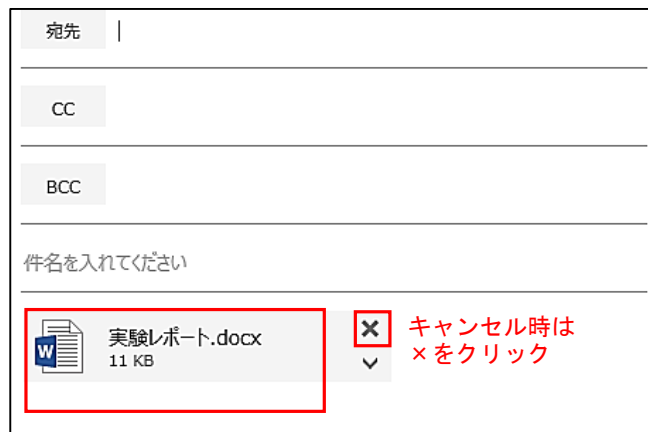 宛先
CC
BCC
件名を入れてください
実験レポート.docx
11 KB
キャンセル時は
×をクリック